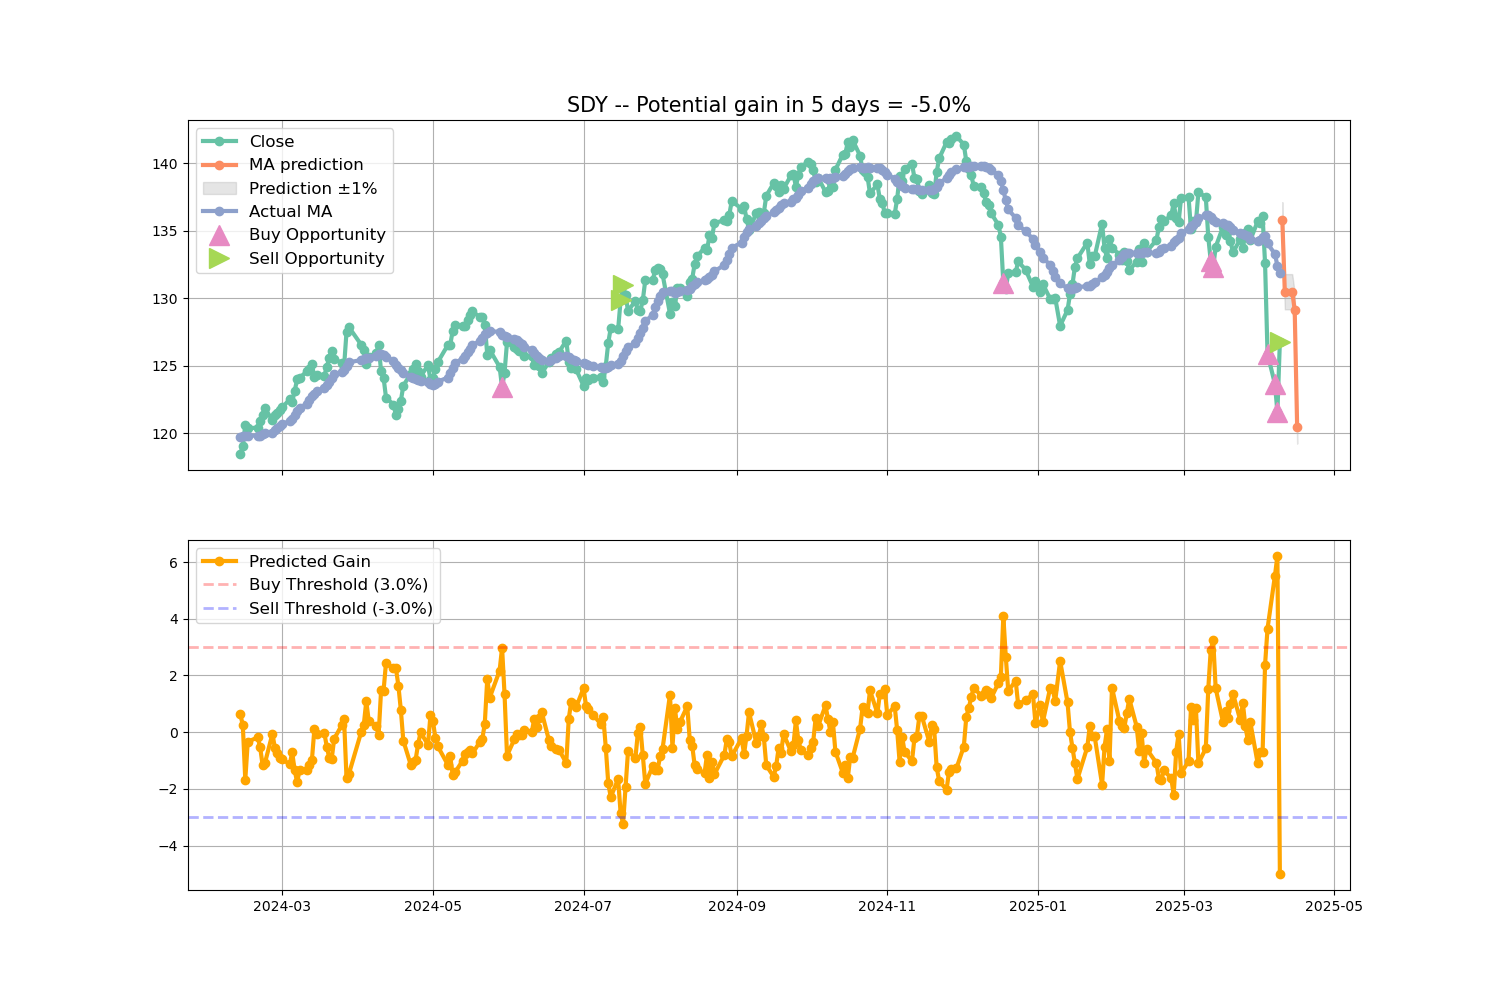 SDY -- Potential gain in 5 days = -5.0%
Close
MA prediction
Prediction ±1%
Actual MA
Buy Opportunity
Sell Opportunity
140
135
130
125
120
Predicted Gain
Buy Threshold (3.0%)
Sell Threshold (-3.0%)
6
4
2
0
−2
−4
2024-03 2024-05 2024-07 2024-09 2024-11 2025-01 2025-03 2025-05